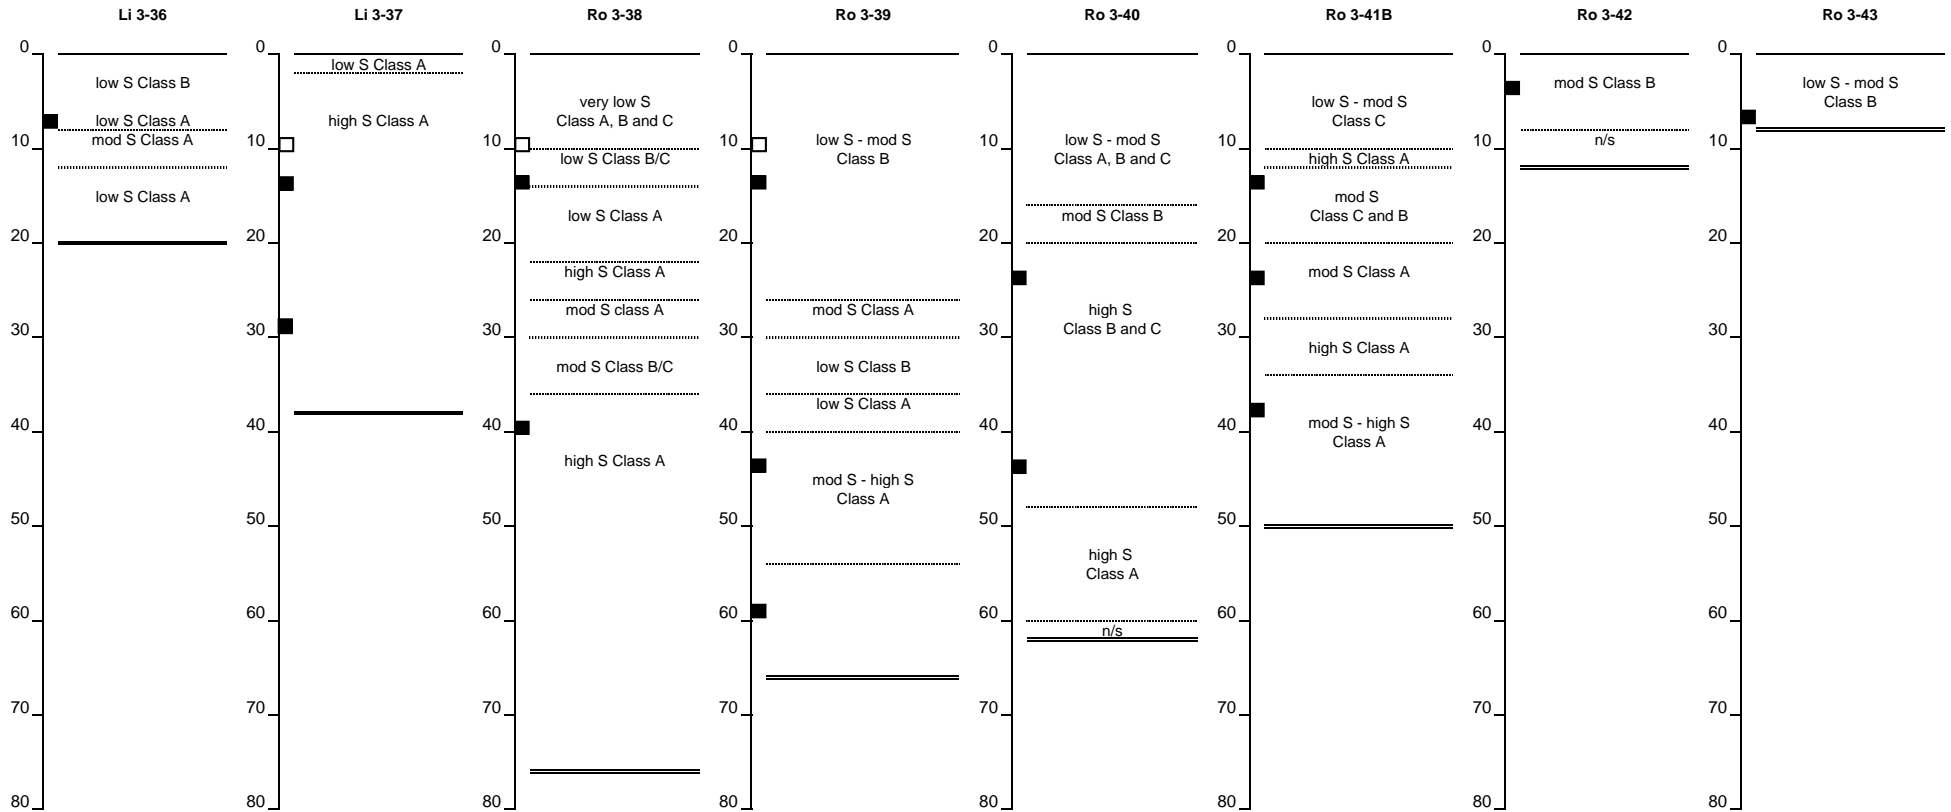 Li 3-36
0
low S Class B
low S Class A
mod S Class A
10
low S Class A
20
30
40
50
60
70
80
Li 3-37
0
low S Class A
high S Class A
10
20
30
40
50
60
70
80
Ro 3-38
0
very low S
Class A, B and C
10
low S Class B/C
low S Class A
20
high S Class A
mod S class A
30
mod S Class B/C
40
high S Class A
50
60
70
80
Ro 3-39
0
low S - mod S
10
Class B
20
mod S Class A
30
low S Class B
low S Class A
40
mod S - high S
Class A
50
60
70
80
Ro 3-40
0
low S - mod S
10
Class A, B and C
mod S Class B
20
high S
Class B and C
30
40
50
high S
Class A
60
n/s
70
80
Ro 3-41B
0
low S - mod S
Class C
10
high S Class A
mod S
Class C and B
20
mod S Class A
30
high S Class A
40
mod S - high S
Class A
50
60
70
80
Ro 3-42
0
mod S Class B
n/s
10
20
30
40
50
60
70
80
Ro 3-43
0
low S - mod S
Class B
10
20
30
40
50
60
70
80